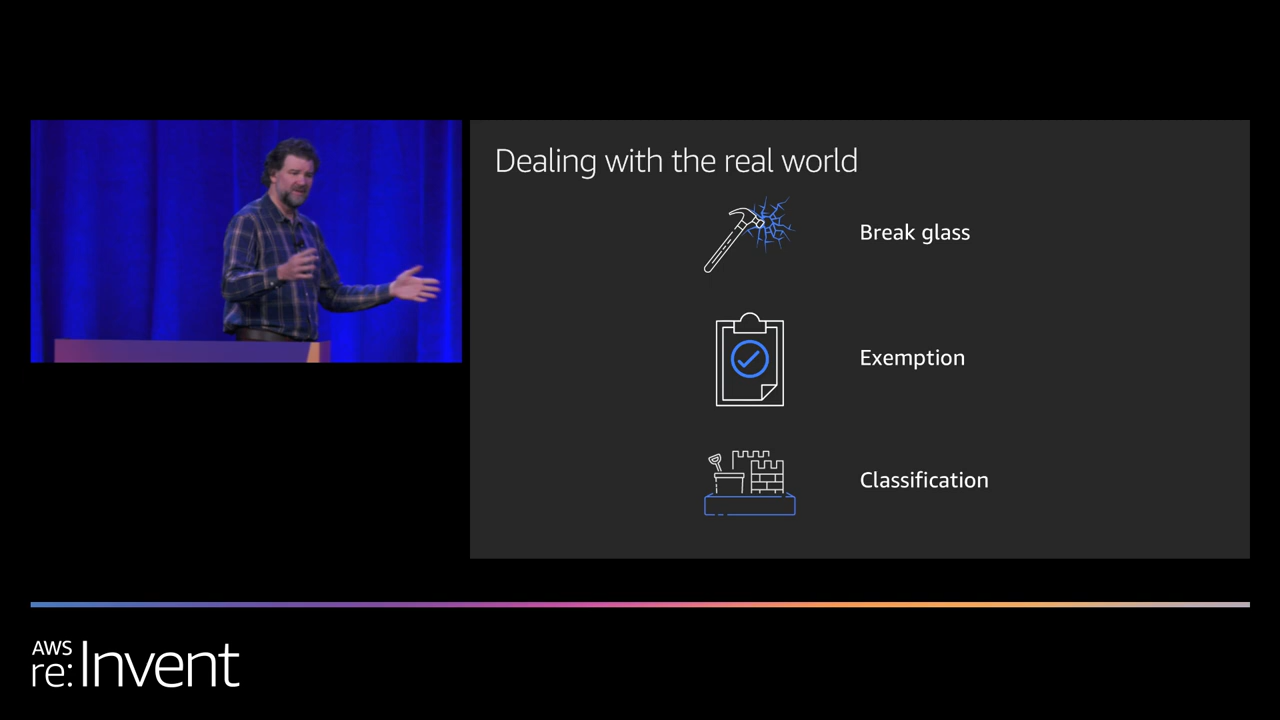 Dealing with the real world
Break glass
Exemption
Classification
AWS
re:Invent